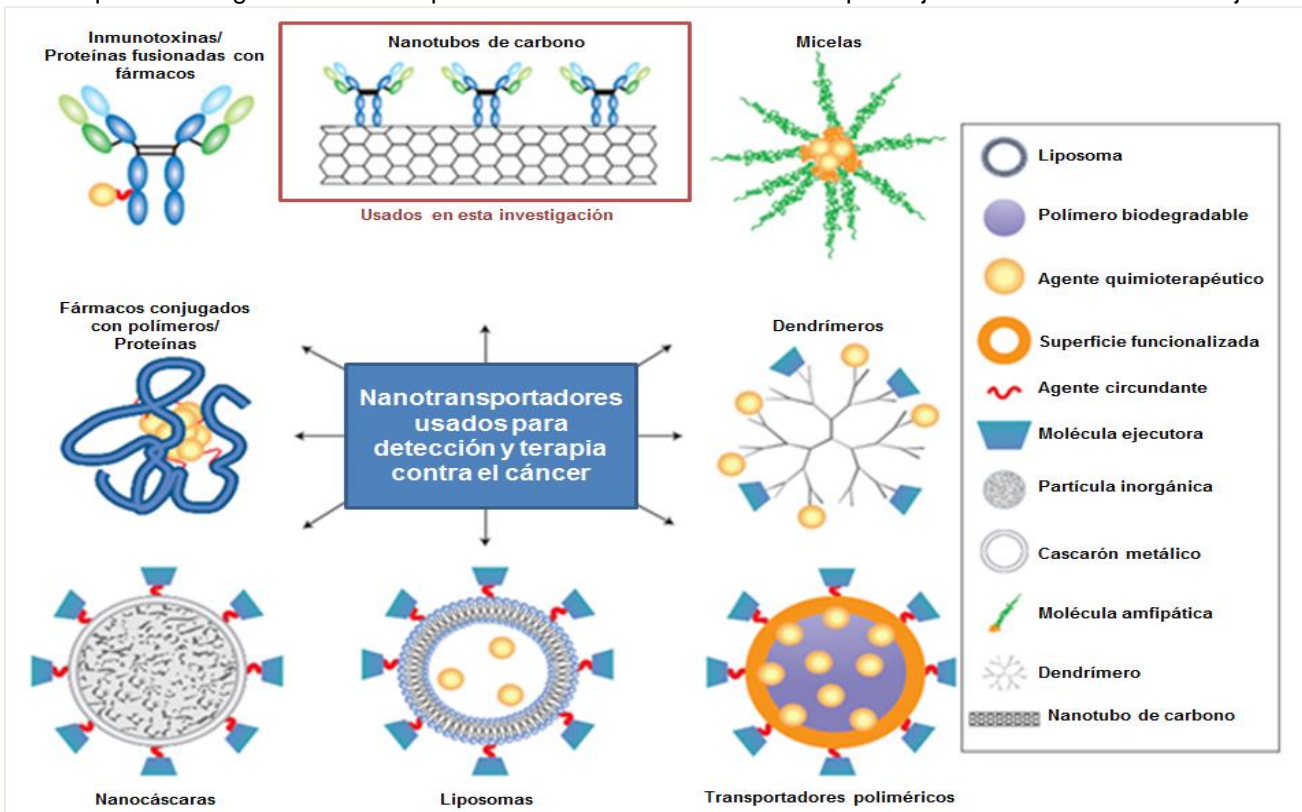 Inmunotoxinas/
Proteínas fusionadas con
fármacos
Nanotubos de carbono
Usados en esta investigación
Micelas
Fármacos conjugados
con polímeros/
Proteínas
Nanotransportadores
usados para
detección y terapia
contra el cáncer
Dendrímeros
Nanocáscaras
Liposomas
Transportadores poliméricos
Liposoma
Polímero biodegradable
Agente quimioterapéutico
Superficie funcionalizada
Agente circundante
Molécula ejecutora
Partícula inorgánica
Cascarón metálico
Molécula amfipática
Dendrímero
Nanotubo de carbono